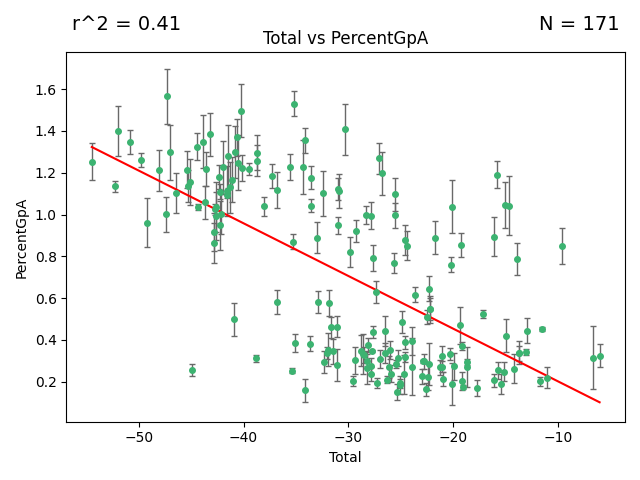 r^2 = 0.41
N = 171
Total vs PercentGpA
1.6
1.4
1.2
1.0
0.8
0.6
0.4
0.2
PercentGpA
−50
−40
−30
−20
−10
Total